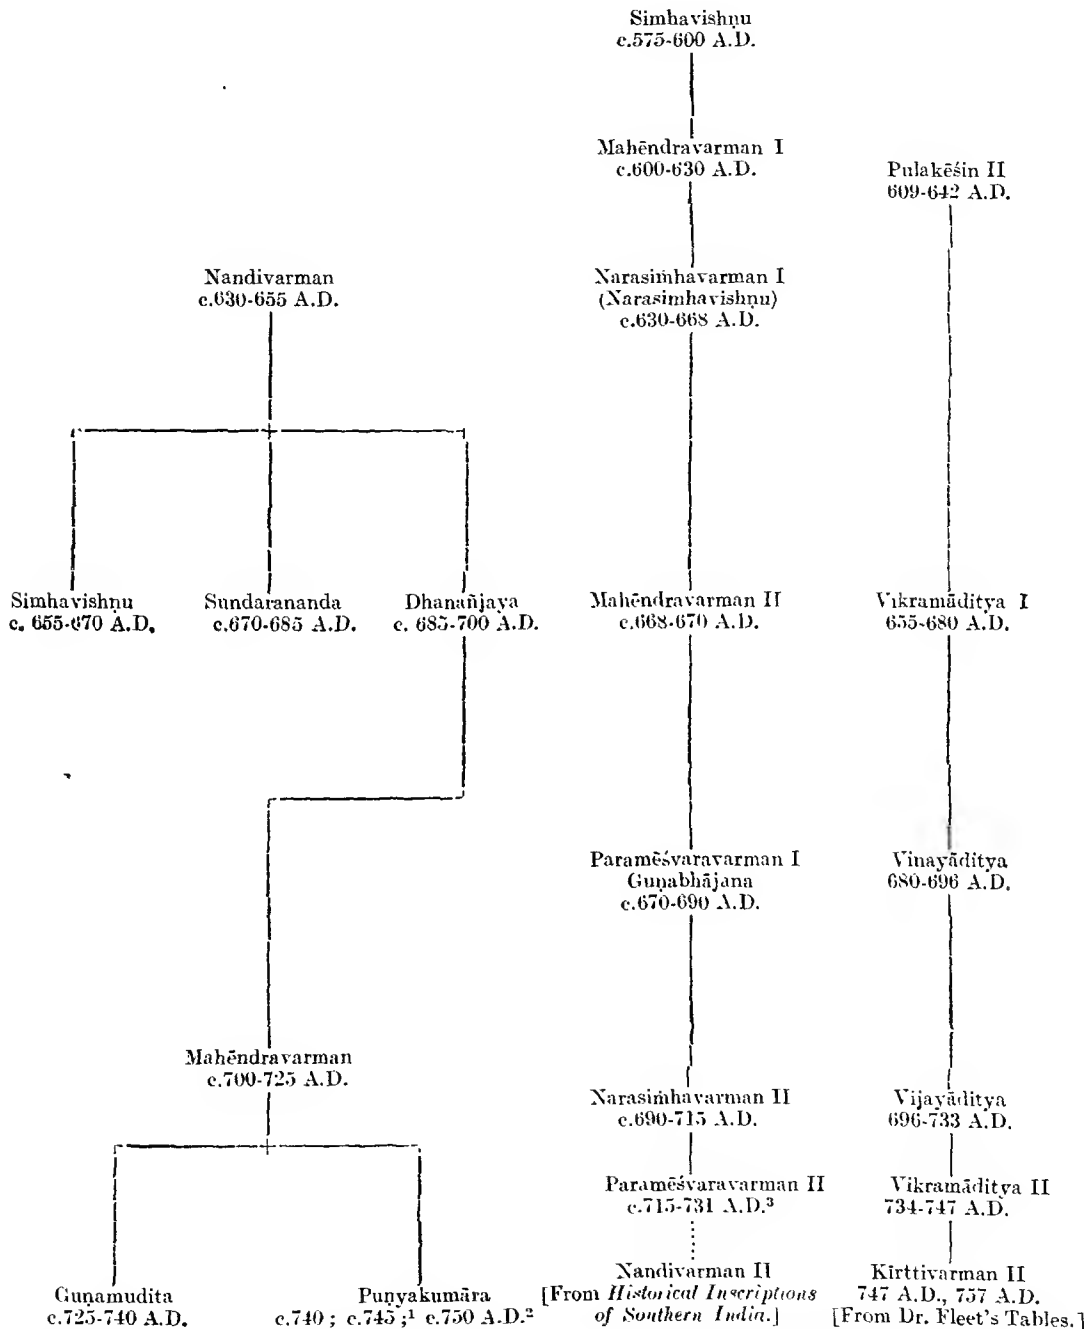 Simhavishṇu
c.575-600 A.D.
Mahēndravarman I
c.600-630 A.D.
Pulakēśin II
609-642 A.D.
Nandivarman
c.630-655 A.D.
Narasiṁhavarman I
(Narasimhavishṇu)
c.630-668 A.D.
Simhavishṇu
c. 655-670 A.D.
Sundarananda
c.670-685 A.D.
Dhanañjaya
c. 685-700 A.D.
Mahēndravarman II
c.668-670 A.D.
Vikramāditya I
655-680 A.D.
Paramēśvaravarman I
Guṇabhājana
c.670-690 A.D.
Vinayāditya
680-696 A.D.
Mahēndravarman
c.700-725 A.D.
Narasiṁhavarman II
c.690-715 A.D.
Vijayāditya
696-733 A.D.
Paramēśvaravarman II
c.715-731 A.D.³
Vikramāditya II
734-747 A.D.
Guṇamudita
c.725-740 A.D.
Puṇyakumāra
c.740 ; c.745 ;¹ c.750 A.D.²
Nandivarman II
[From Historical Inscriptions
of Southern India.]
Kīrttivarman II
747 A.D., 757 A.D.
[From Dr. Fleet's Tables.]